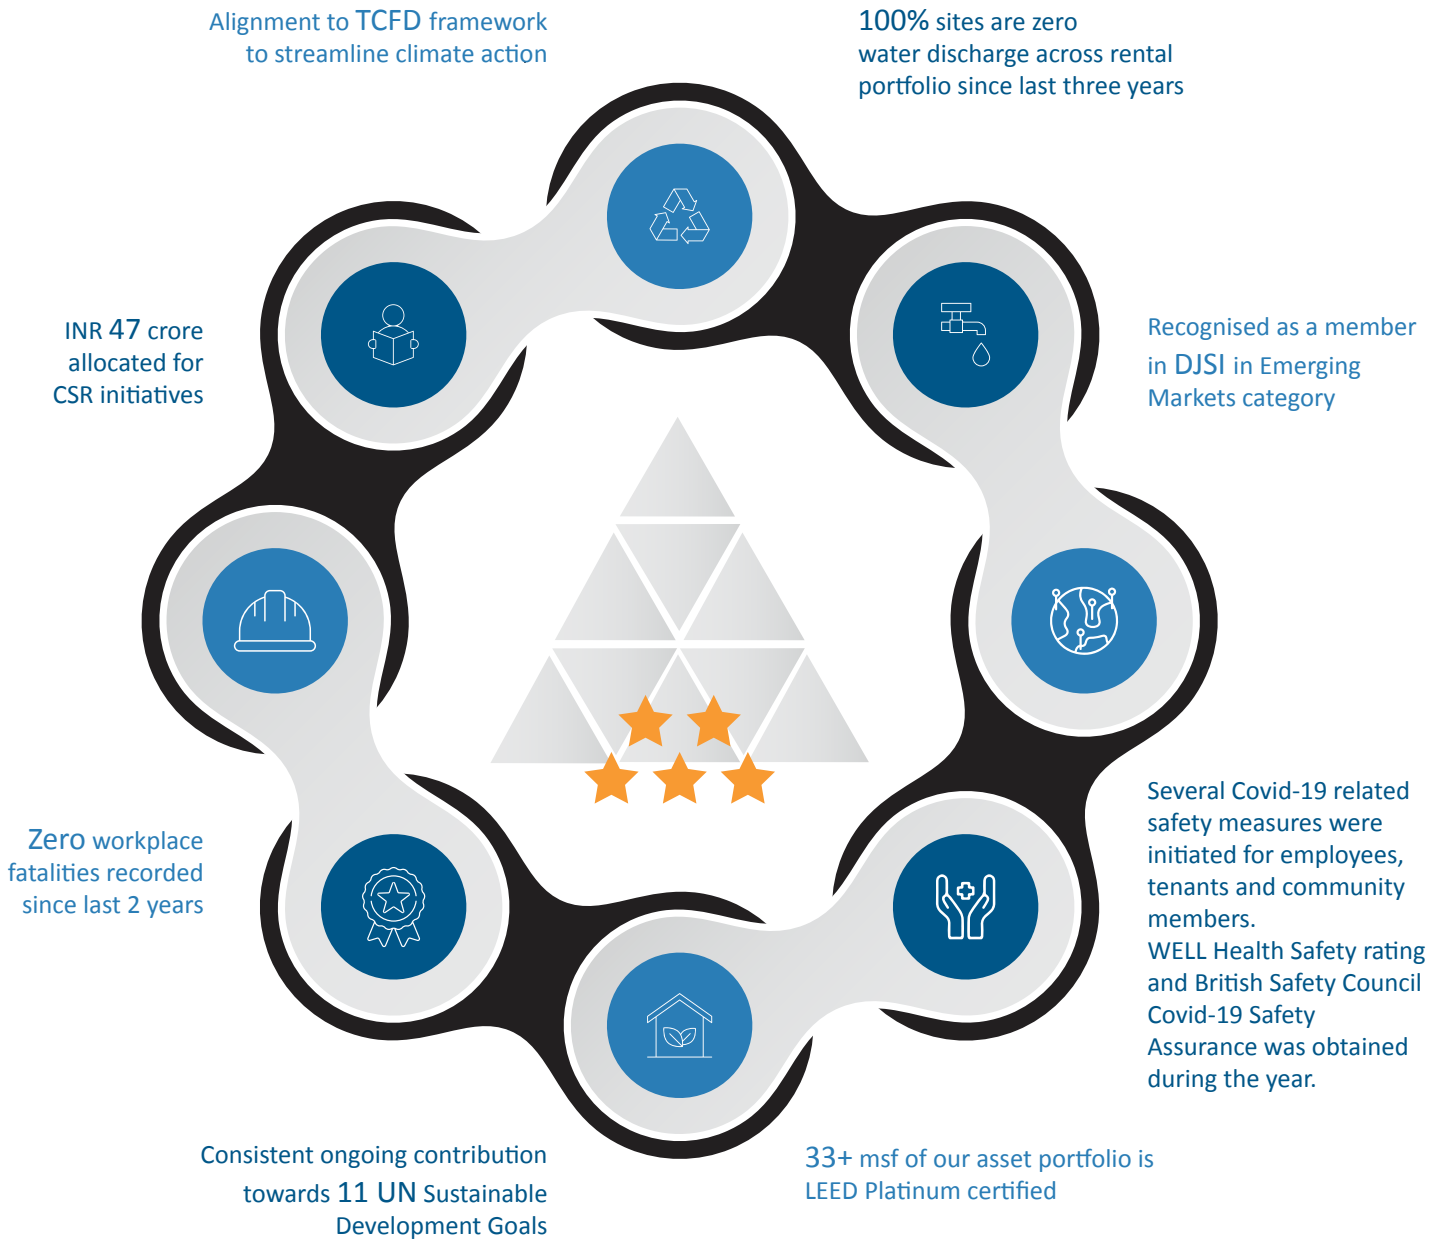 Alignment to TCFD framework
to streamline climate action
100% sites are zero
water discharge across rental
portfolio since last three years
INR 47 crore
allocated for
CSR initiatives
Recognised as a member
in DJSI in Emerging
Markets category
Zero workplace
fatalities recorded
since last 2 years
Several Covid-19 related
safety measures were
initiated for employees,
tenants and community
members.
WELL Health Safety rating
and British Safety Council
Covid-19 Safety
Assurance was obtained
during the year.
Consistent ongoing contribution
towards 11 UN Sustainable
Development Goals
33+ msf of our asset portfolio is
LEED Platinum certified